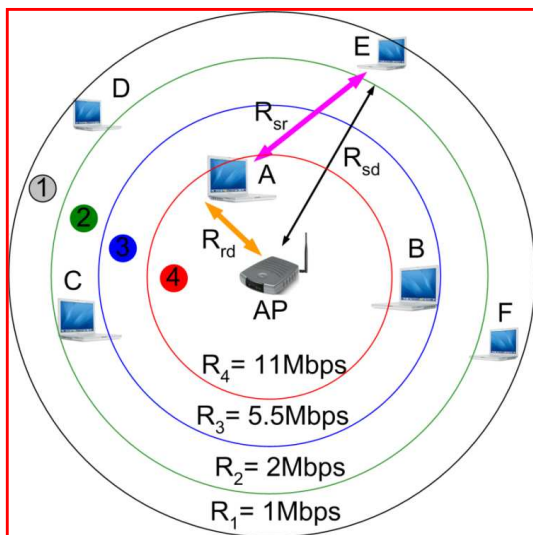 E
D
R_sr
R_sd
A
1
2
R_rd
3
4
B
C
AP
F
R_4= 11Mbps
R_3= 5.5Mbps
R_2= 2Mbps
R_1= 1Mbps